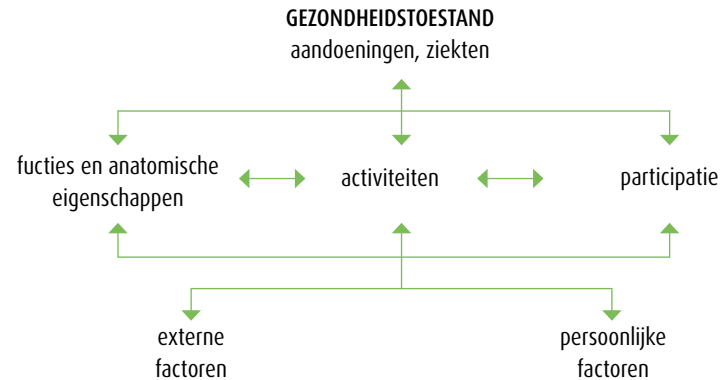 GEZONDHEIDSTOESTAND
aandoeningen, ziekten
fucties en anatomische
eigenschappen
activiteiten
participatie
externe
factoren
persoonlijke
factoren